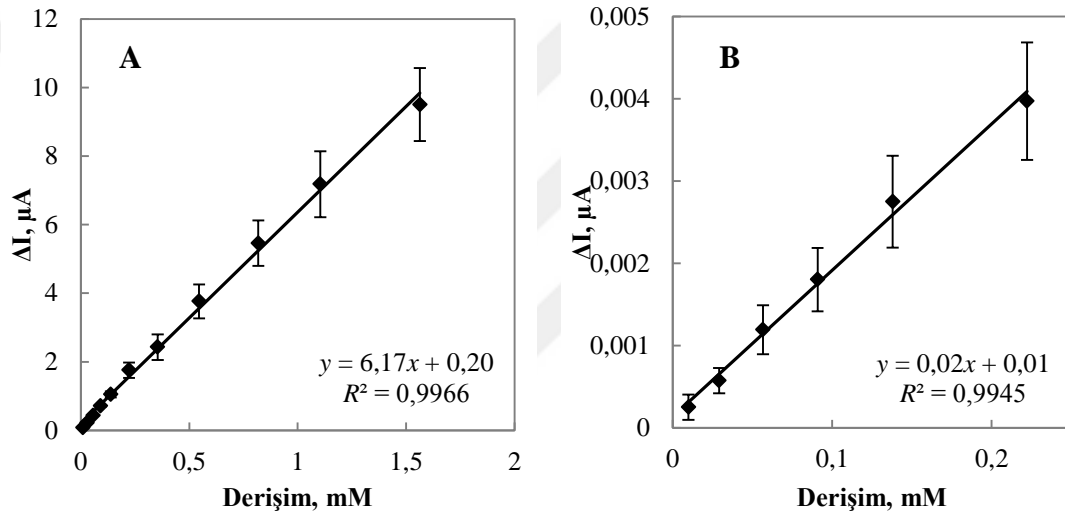 A
12
10
8
6
4
2
0
ΔI, µA
y = 6,17x + 0,20
R² = 0,9966
0
0,5
1
1,5
2
Derişim, mM
B
0,005
0,004
0,003
0,002
0,001
0
ΔI, µA
y = 0,02x + 0,01
R² = 0,9945
0
0,1
0,2
Derişim, mM